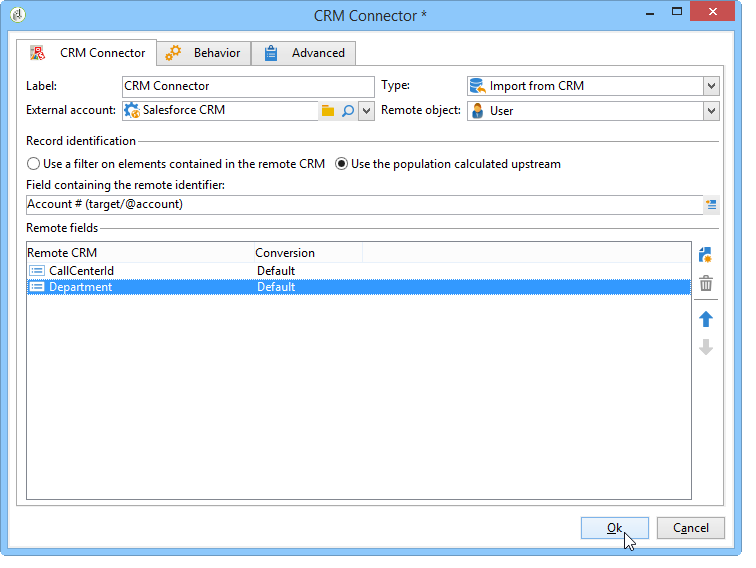 CRM Connector *
CRM Connector Behavior Advanced
Label: CRM Connector Type: Import from CRM
External account: Salesforce CRM Remote object: User
Record identification
Use a filter on elements contained in the remote CRM Use the population calculated upstream
Field containing the remote identifier:
Account # (target/@account)
Remote fields
Remote CRM Conversion
CallCenterId Default
Department Default
Ok Cancel